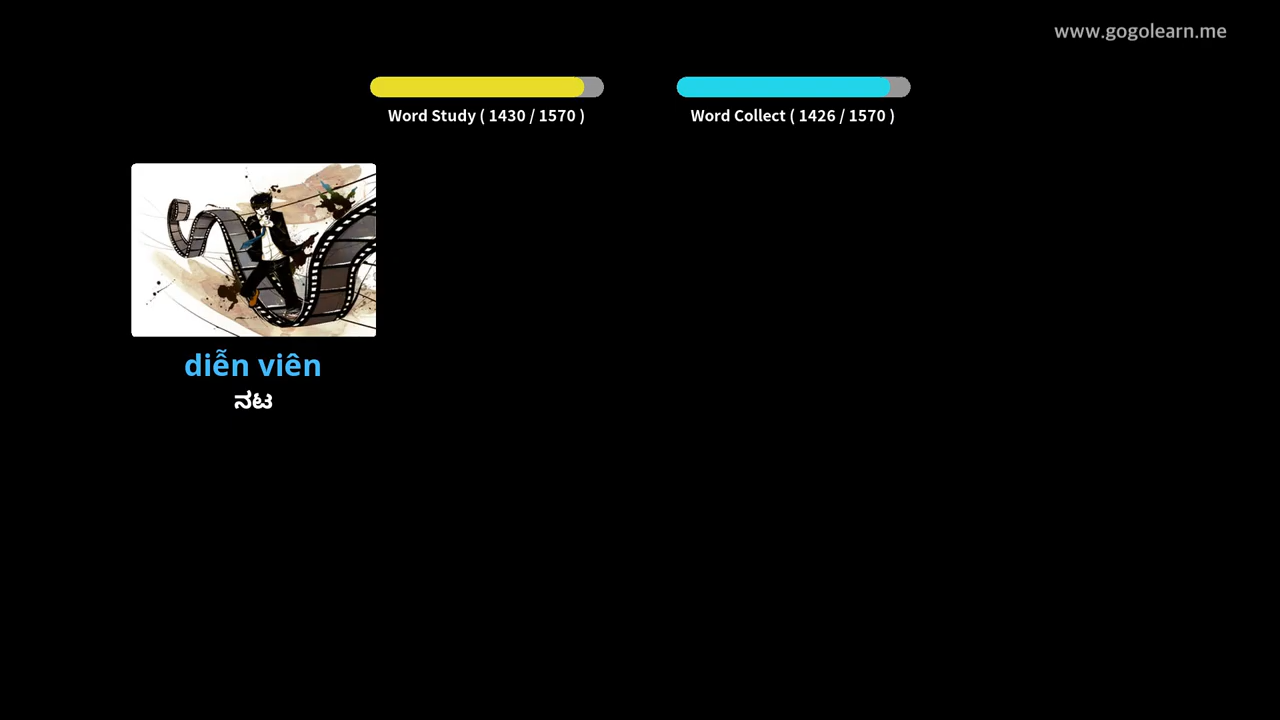 www.gogolearn.me
Word Study ( 1430 / 1570 )
Word Collect ( 1426 / 1570 )
diễn viên
ನಟ